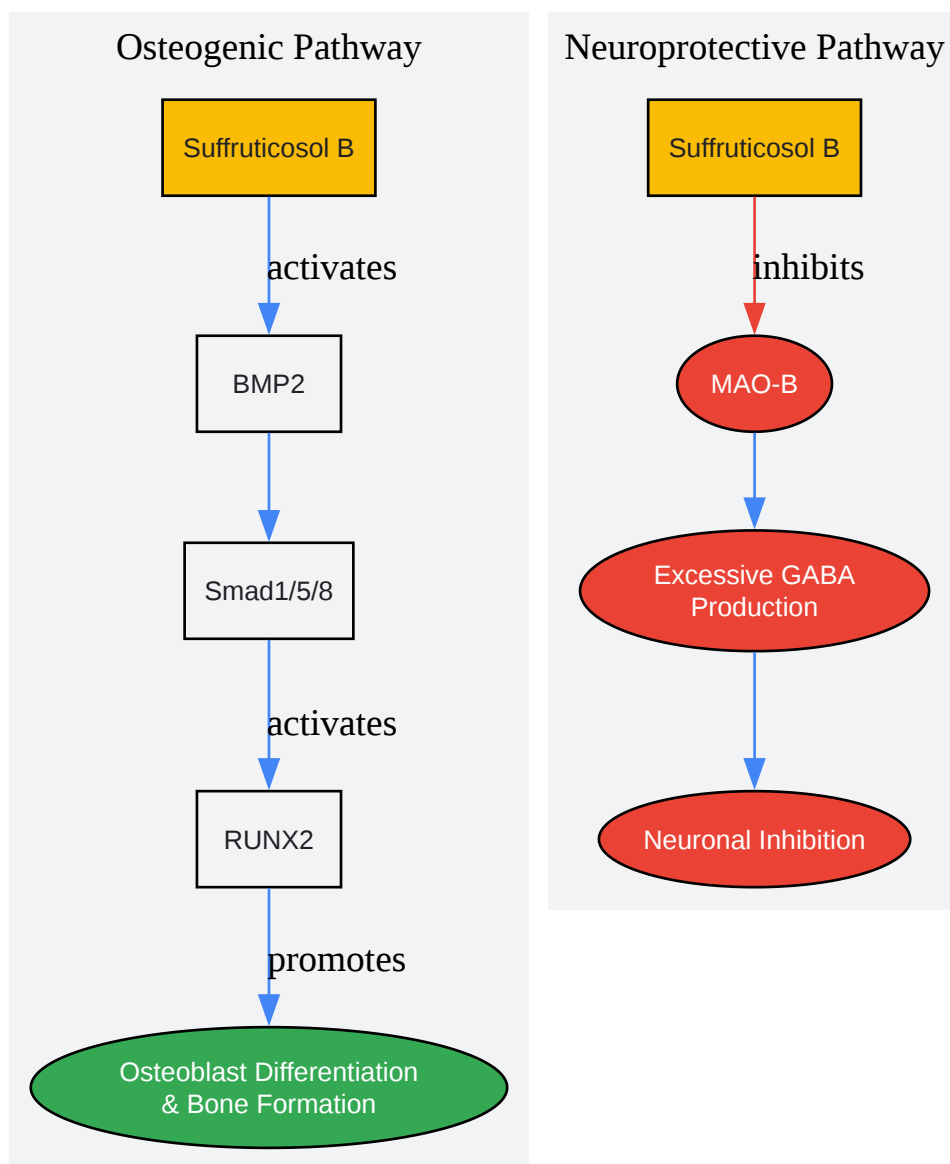 Osteogenic Pathway
Suffruticosol B
activates
BMP2
Smad1/5/8
activates
RUNX2
promotes
Osteoblast Differentiation
& Bone Formation
Neuroprotective Pathway
Suffruticosol B
inhibits
MAO-B
Excessive GABA
Production
Neuronal Inhibition